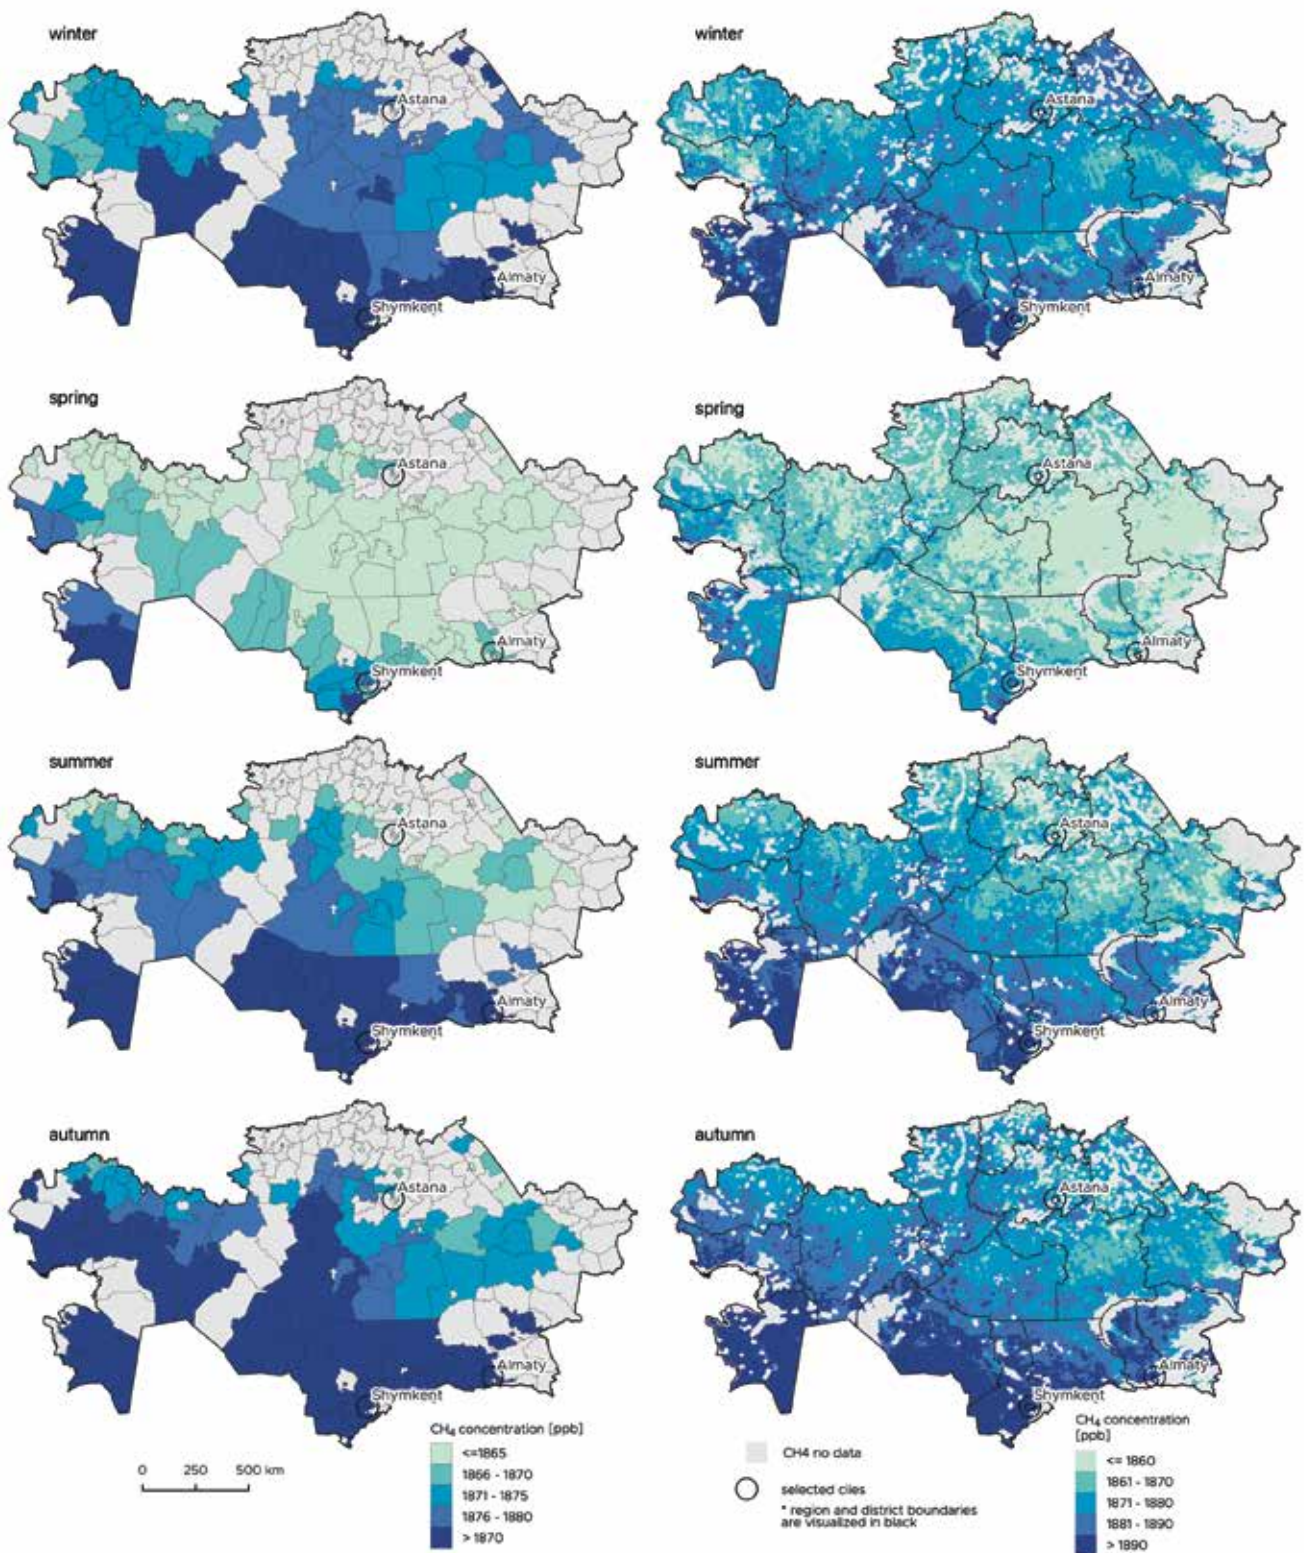 winter
Astana
Almaty
Shymkent
winter
Astana
Almaty
Shymkent
spring
Astana
Almaty
Shymkent
spring
Astana
Almaty
Shymkent
summer
Astana
Almaty
Shymkent
summer
Astana
Almaty
Shymkent
autumn
Astana
Almaty
Shymkent
autumn
Astana
Almaty
Shymkent
0 250 500 km
CH₄ concentration [ppb]
<=1865
1866 - 1870
1871 - 1875
1876 - 1880
> 1870
CH4 no data
selected ciies
* region and district boundaries
are visualized in black
CH₄ concentration
[ppb]
<= 1860
1861 - 1870
1871 - 1880
1881 - 1890
> 1890